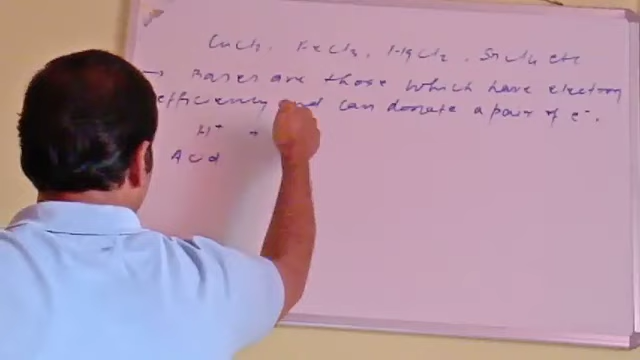 CuCl2, FeCl3, HgCl2, SnCl4 etc
→ Bases are those which have electron
efficiency and can donate a pair of e-.
H+ +
Acid